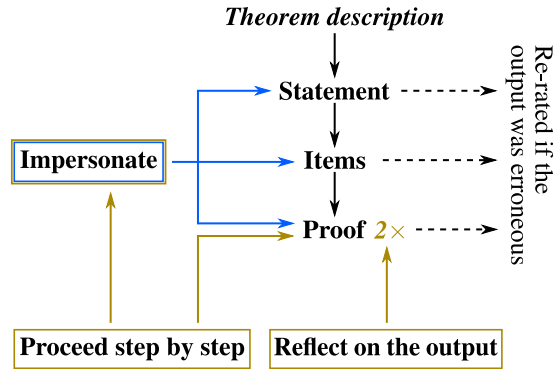 Theorem description
Statement
Re-rated if the
output was erroneous
Impersonate
Items
Proof 2×
Proceed step by step
Reflect on the output